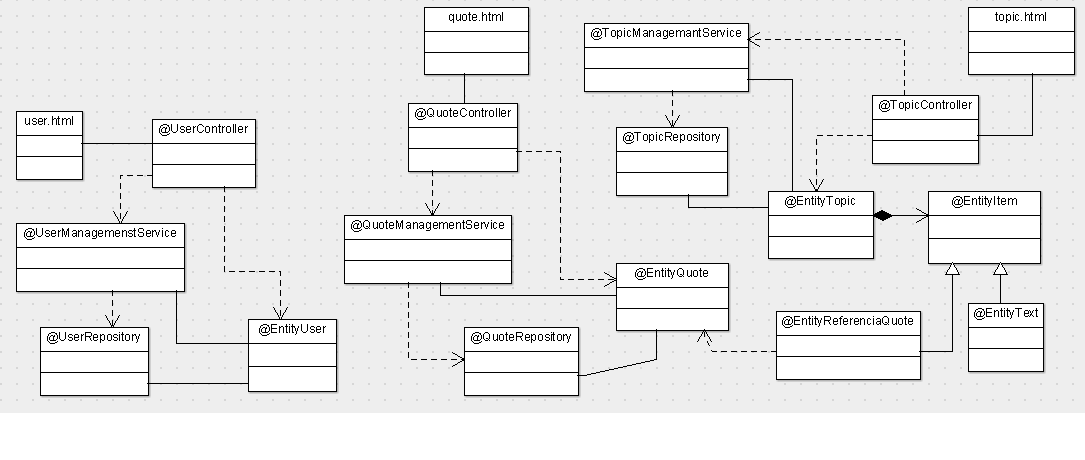 quote.html
topic.html
@TopicManagemantService
@TopicController
@QuoteController
user.html
@UserController
@TopicRepository
@EntityTopic
@EntityItem
@QuoteManagementService
@UserManagemenstService
@EntityQuote
@EntityReferenciaQuote
@EntityText
@EntityUser
@UserRepository
@QuoteRepository